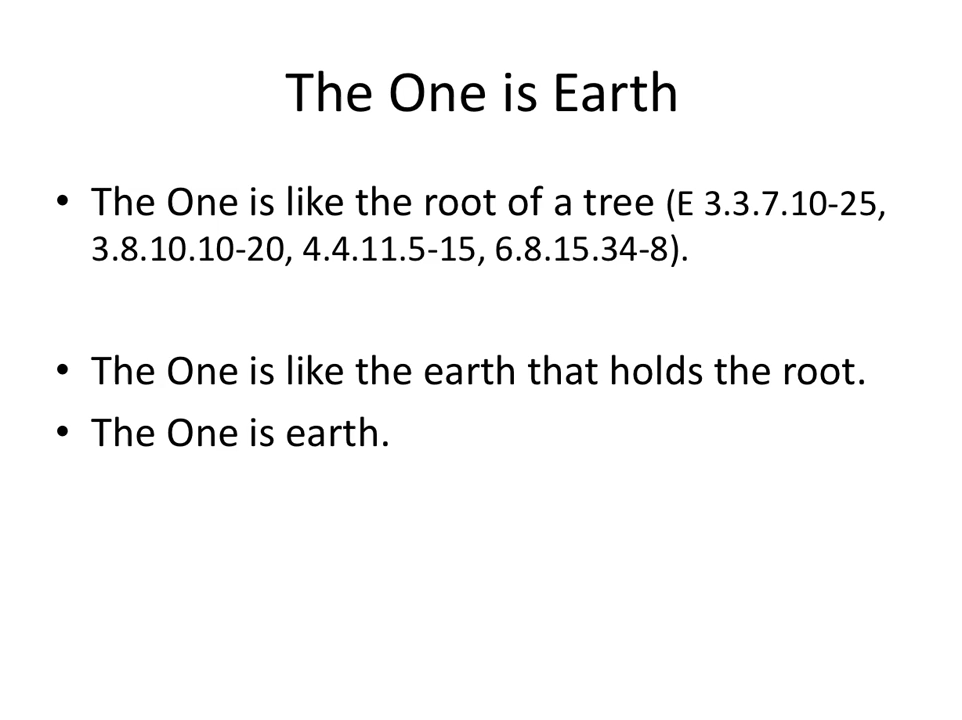 The One is Earth
• The One is like the root of a tree (E 3.3.7.10-25,
3.8.10.10-20, 4.4.11.5-15, 6.8.15.34-8).
• The One is like the earth that holds the root.
• The One is earth.